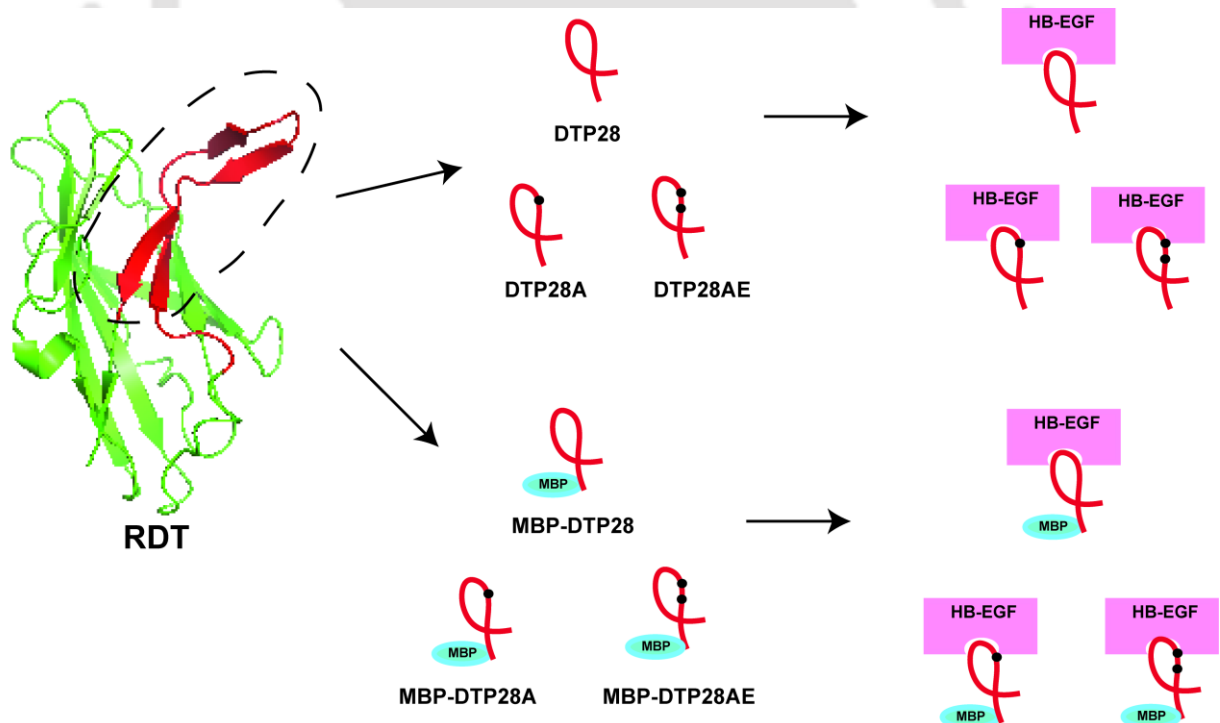 HB-EGF
DTP28
HB-EGF
HB-EGF
DTP28A
DTP28AE
RDT
HB-EGF
MBP
MBP
MBP-DTP28
HB-EGF
HB-EGF
MBP
MBP
MBP-DTP28A
MBP-DTP28AE
MBP
MBP